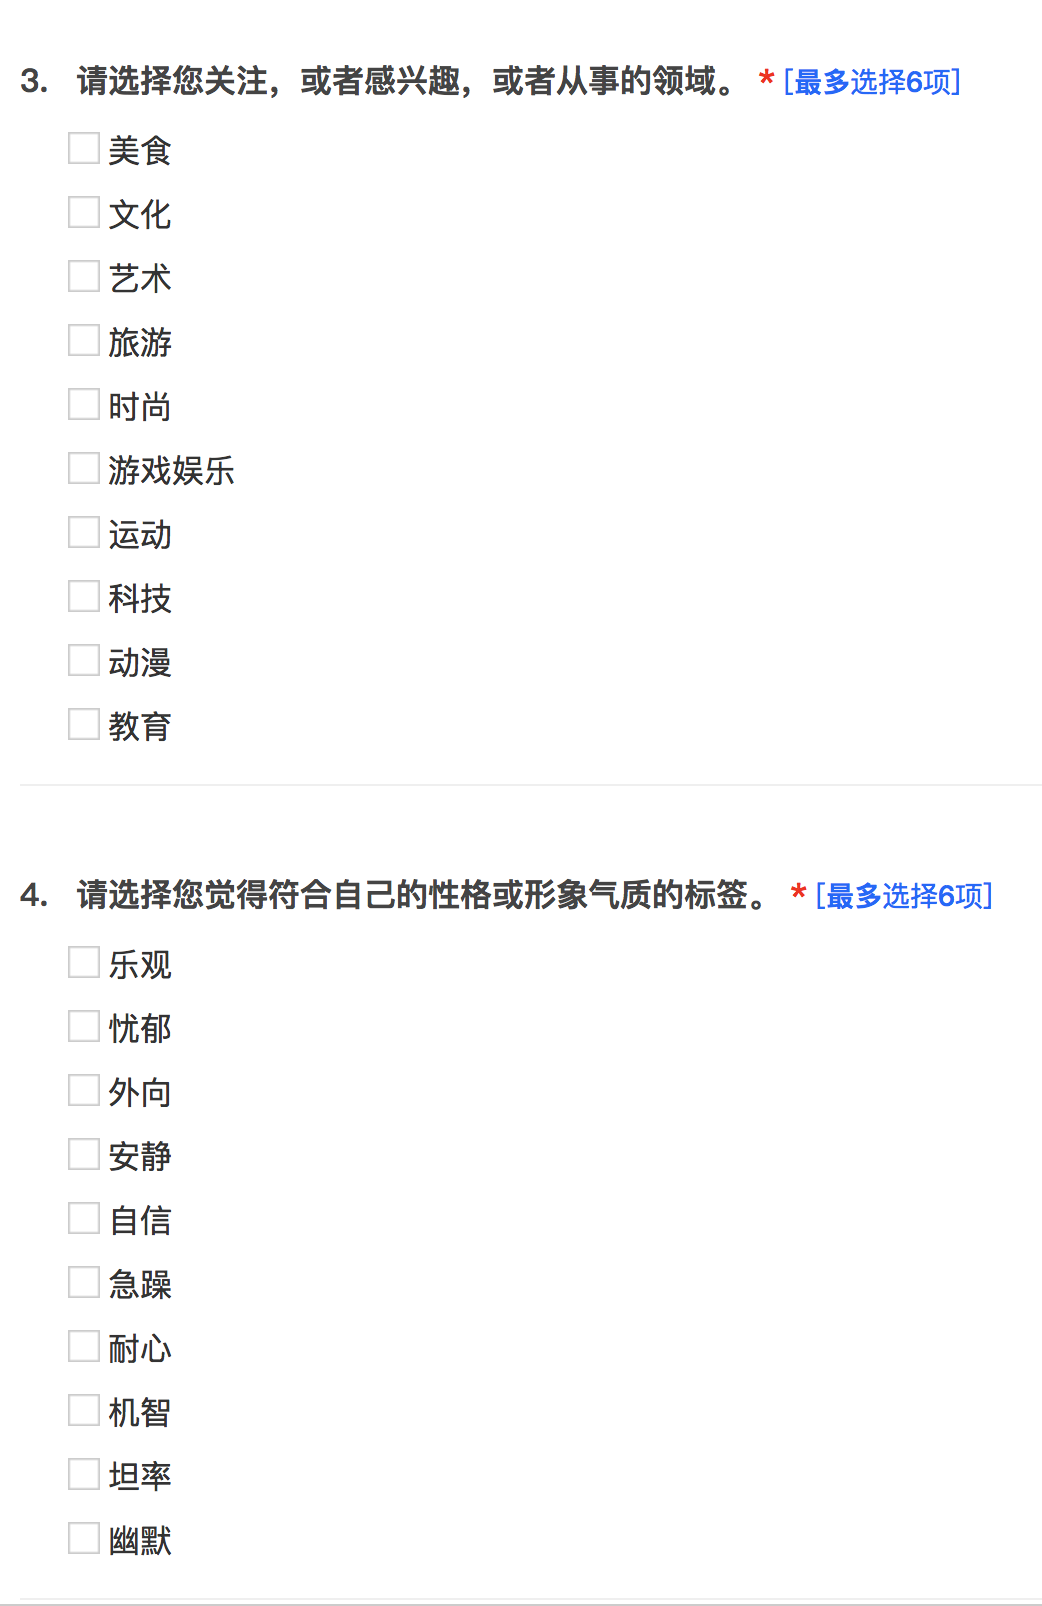 3. 请选择您关注，或者感兴趣，或者从事的领域。 * [最多选择6项]
美食
文化
艺术
旅游
时尚
游戏娱乐
运动
科技
动漫
教育
4. 请选择您觉得符合自己的性格或形象气质的标签。 * [最多选择6项]
乐观
忧郁
外向
安静
自信
急躁
耐心
机智
坦率
幽默